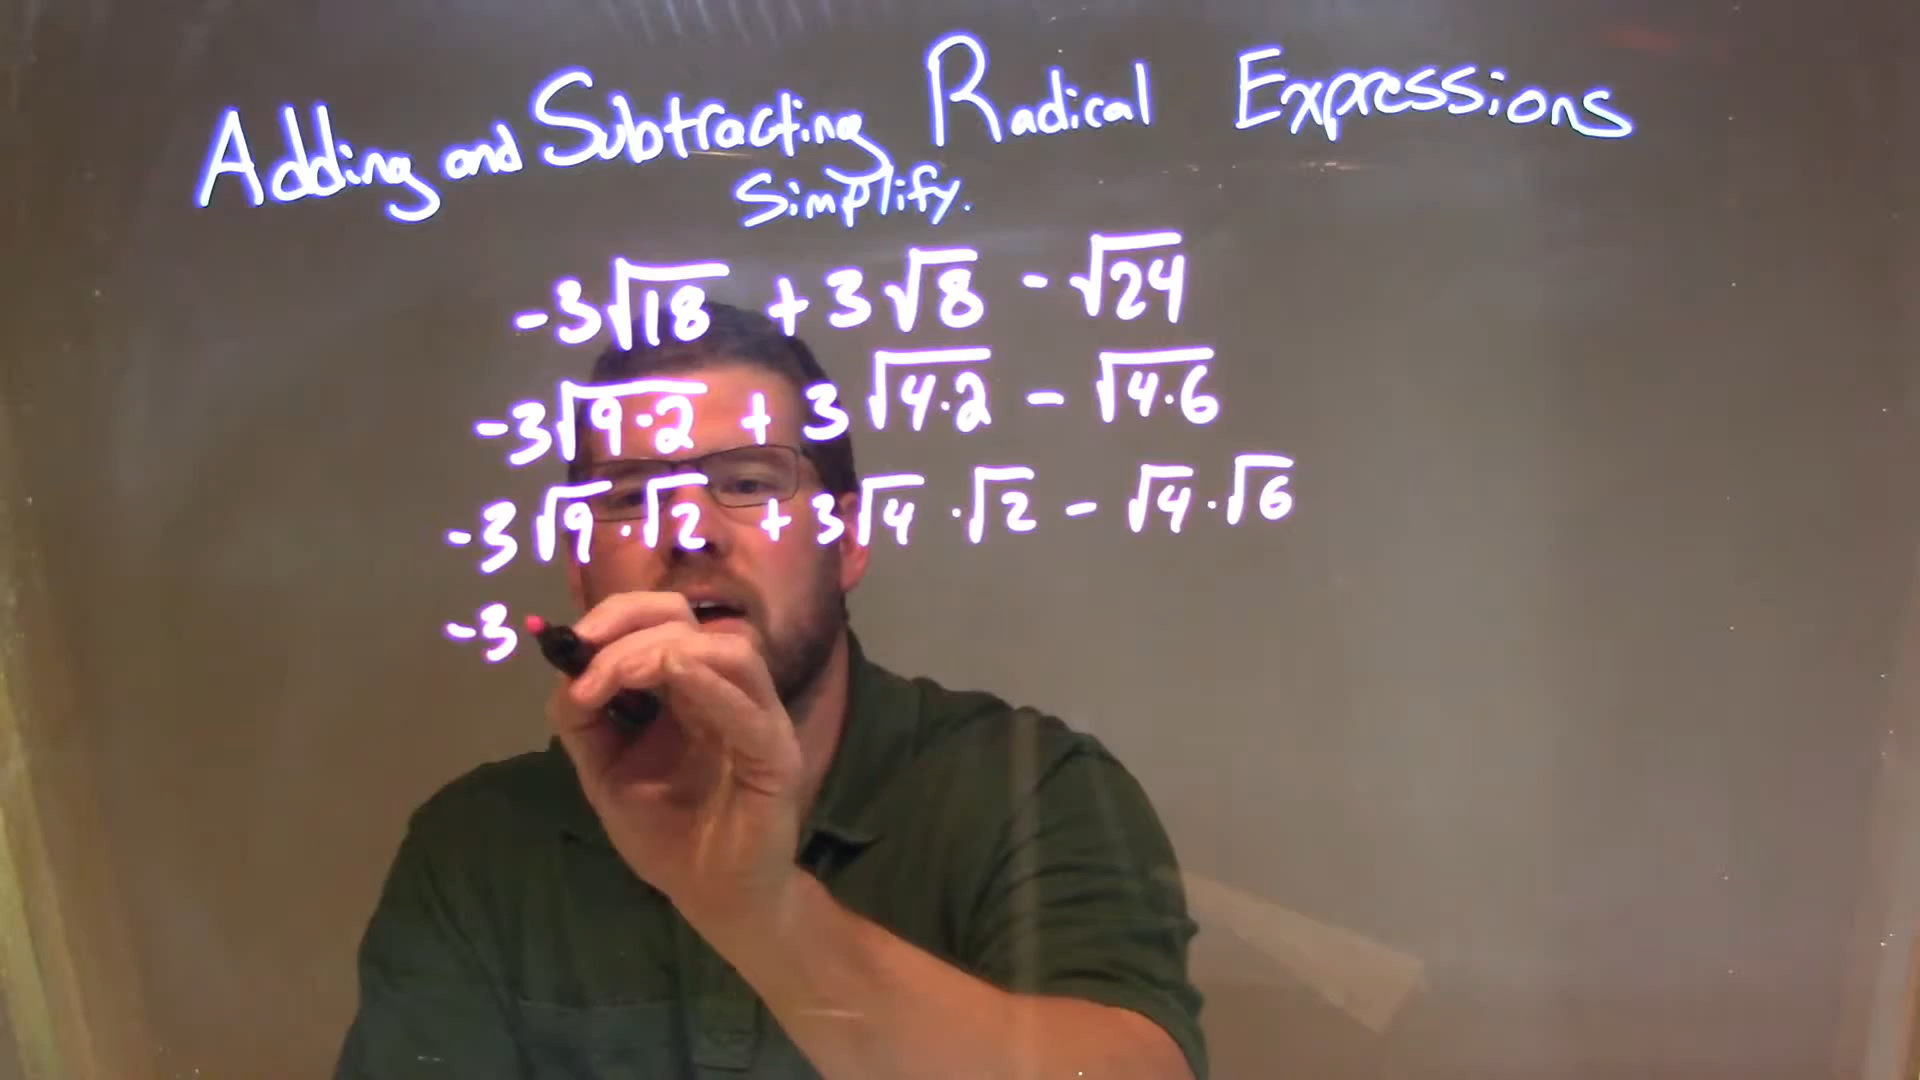 Adding and Subtracting Radical Expressions
Simplify.
-3√18 + 3√8 - √24
-3√9·2 + 3√4·2 - √4·6
-3√9·√2 + 3√4·√2 - √4·√6
-3